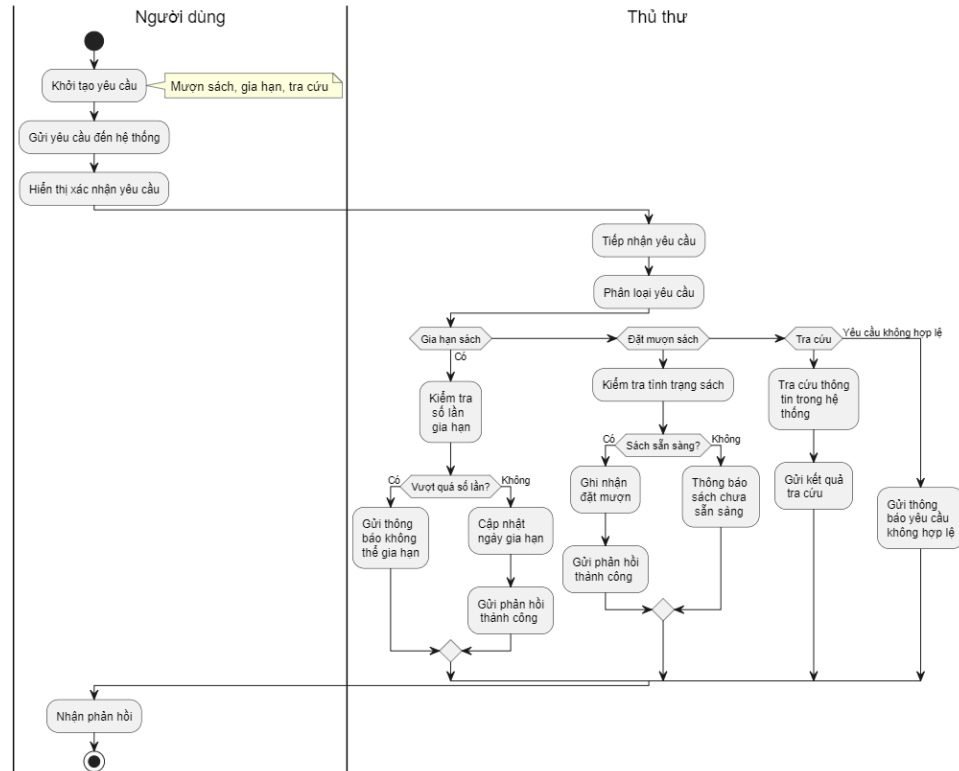 Người dùng
Thủ thư
Khởi tạo yêu cầu
Mượn sách, gia hạn, tra cứu
Gửi yêu cầu đến hệ thống
Hiển thị xác nhận yêu cầu
Tiếp nhận yêu cầu
Phân loại yêu cầu
Gia hạn sách
Có
Đặt mượn sách
Tra cứu
Yêu cầu không hợp lệ
Kiểm tra
số lần
gia hạn
Vượt quá số lần?
Có
Không
Gửi thông
báo không
thể gia hạn
Cập nhật
ngày gia hạn
Gửi phản hồi
thành công
Kiểm tra tình trạng sách
Sách sẵn sàng?
Có
Không
Ghi nhận
đặt mượn
Gửi phản hồi
thành công
Thông báo
sách chưa
sẵn sàng
Tra cứu thông
tin trong hệ
thống
Gửi kết quả
tra cứu
Gửi thông
báo yêu cầu
không hợp lệ
Nhận phản hồi